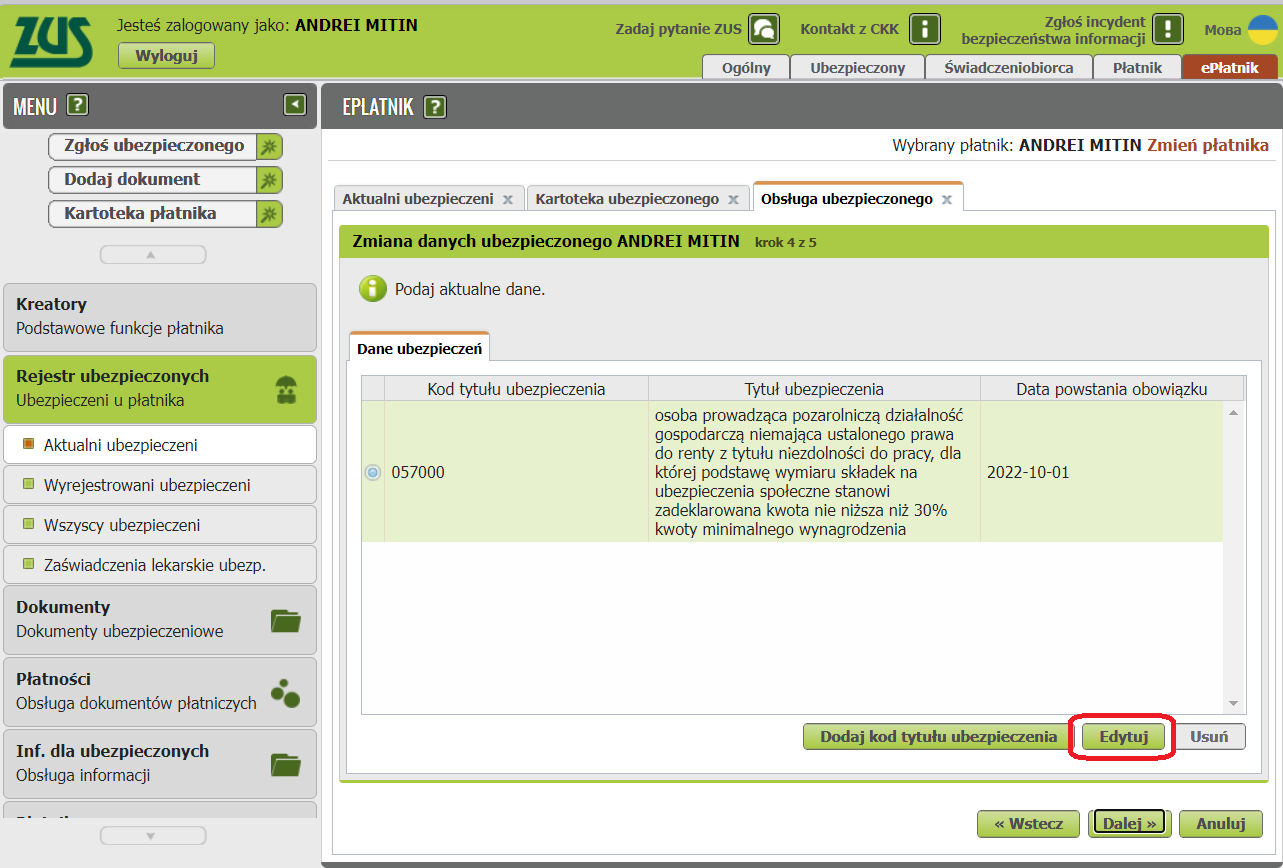 ZUS
Jesteś zalogowany jako: ANDREI MITIN
Wyloguj
Zadaj pytanie ZUS
Kontakt z CKK
Zgłoś incydent
bezpieczeństwa informacji
Мова
Ogólny
Ubezpieczony
Świadczeniobiorca
Płatnik
ePłatnik
MENU ?
EPŁATNIK ?
Zgłoś ubezpieczonego
Dodaj dokument
Kartoteka płatnika
Kreatory
Podstawowe funkcje płatnika
Rejestr ubezpieczonych
Ubezpieczeni u płatnika
Aktualni ubezpieczeni
Wyrejestrowani ubezpieczeni
Wszyscy ubezpieczeni
Zaświadczenia lekarskie ubezp.
Dokumenty
Dokumenty ubezpieczeniowe
Płatności
Obsługa dokumentów płatniczych
Inf. dla ubezpieczonych
Obsługa informacji
Wybrany płatnik: ANDREI MITIN Zmień płatnika
Aktualni ubezpieczeni x
Kartoteka ubezpieczonego x
Obsługa ubezpieczonego x
Zmiana danych ubezpieczonego ANDREI MITIN krok 4 z 5
Podaj aktualne dane.
Dane ubezpieczeń
Kod tytułu ubezpieczenia
Tytuł ubezpieczenia
Data powstania obowiązku
057000
osoba prowadząca pozarolniczą działalność
gospodarczą niemająca ustalonego prawa
do renty z tytułu niezdolności do pracy, dla
której podstawę wymiaru składek na
ubezpieczenia społeczne stanowi
zadeklarowana kwota nie niższa niż 30%
kwoty minimalnego wynagrodzenia
2022-10-01
Dodaj kod tytułu ubezpieczenia
Edytuj
Usuń
« Wstecz
Dalej »
Anuluj